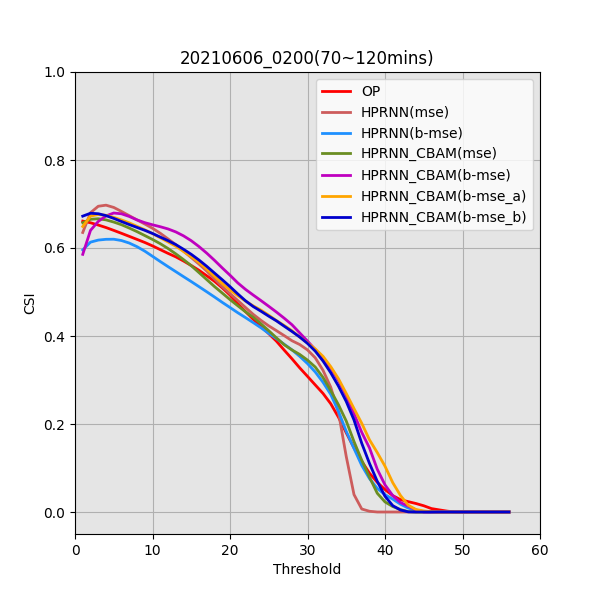 20210606_0200(70~120mins)
1.0
0.8
0.6
0.4
0.2
0.0
CSI
0 10 20 30 40 50 60
Threshold
OP
HPRNN(mse)
HPRNN(b-mse)
HPRNN_CBAM(mse)
HPRNN_CBAM(b-mse)
HPRNN_CBAM(b-mse_a)
HPRNN_CBAM(b-mse_b)